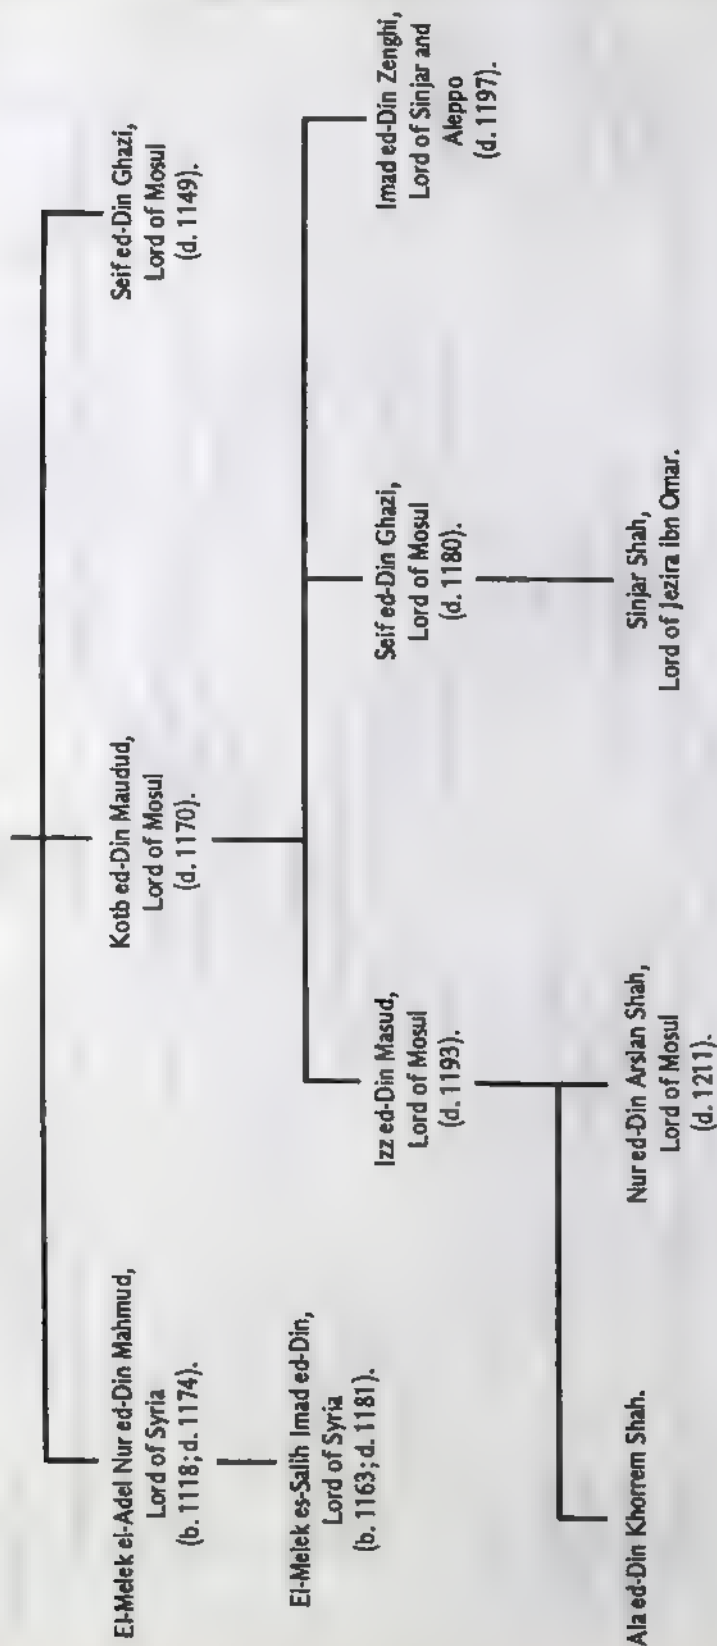 El-Melek el-Adel Nur ed-Din Mahmud,
Lord of Syria
(b. 1118; d. 1174).
Kotb ed-Din Maudud,
Lord of Mosul
(d. 1170).
Seif ed-Din Ghazi,
Lord of Mosul
(d. 1149).
El-Melek es-Salih Imad ed-Din,
Lord of Syria
(b. 1163; d. 1181).
Izz ed-Din Masud,
Lord of Mosul
(d. 1193).
Seif ed-Din Ghazi,
Lord of Mosul
(d. 1180).
Imad ed-Din Zenghi,
Lord of Sinjar and
Aleppo
(d. 1197).
Ala ed-Din Khorrem Shah.
Nur ed-Din Arslan Shah,
Lord of Mosul
(d. 1211).
Sinjar Shah,
Lord of Jezira ibn Omar.